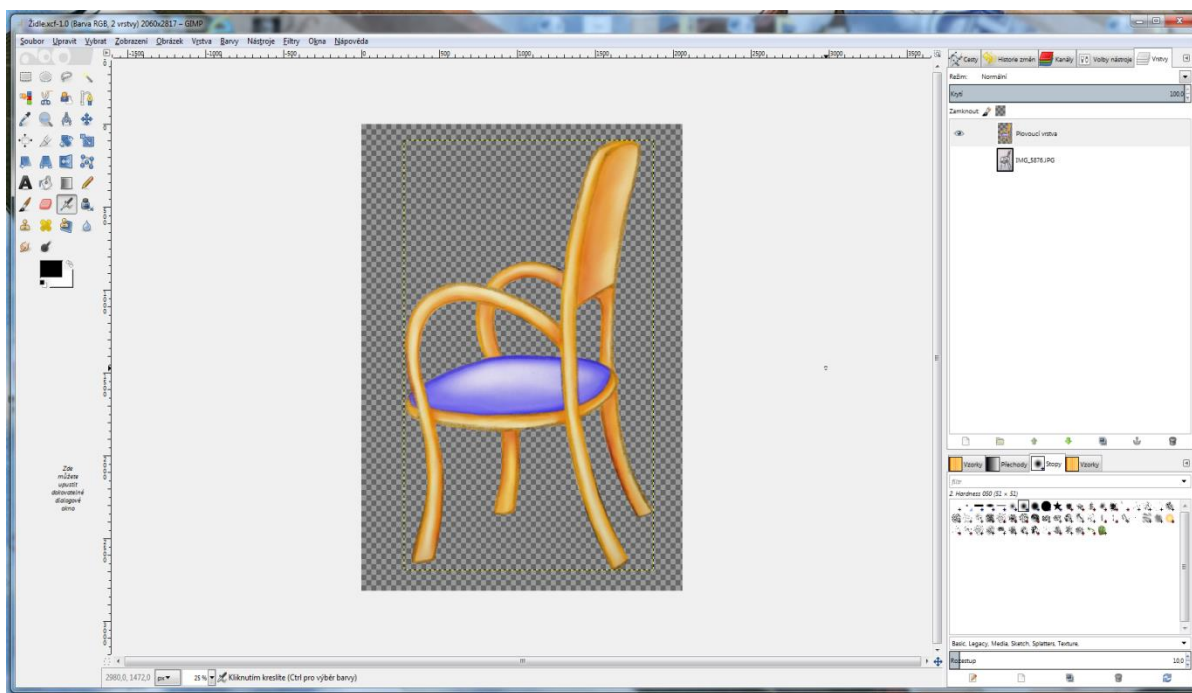 Židle.xcf-1.0 (Barva RGB, 2 vrstvy) 2060x2817 – GIMP
Soubor Upravit Vybrat Zobrazení Obrázek Vrstva Barvy Nástroje Filtry Okna Nápověda
Cesty Historie změn Kanály Volby nástroje Vrstvy
Režim: Normální
Krytí 100,0
Zamknout:
Plovoucí vrstva
IMG_5876.JPG
Zde
můžete
upustit
dokovatelné
dialogové
okna
Vzorky Přechody Stopy Vzorky
filtr
2. Hardness 050 (51 × 51)
Basic, Legacy, Media, Sketch, Splatters, Texture,
Rozestup 10,0
2980,0, 1472,0 px 25 % Kliknutím kreslíte (Ctrl pro výběr barvy)